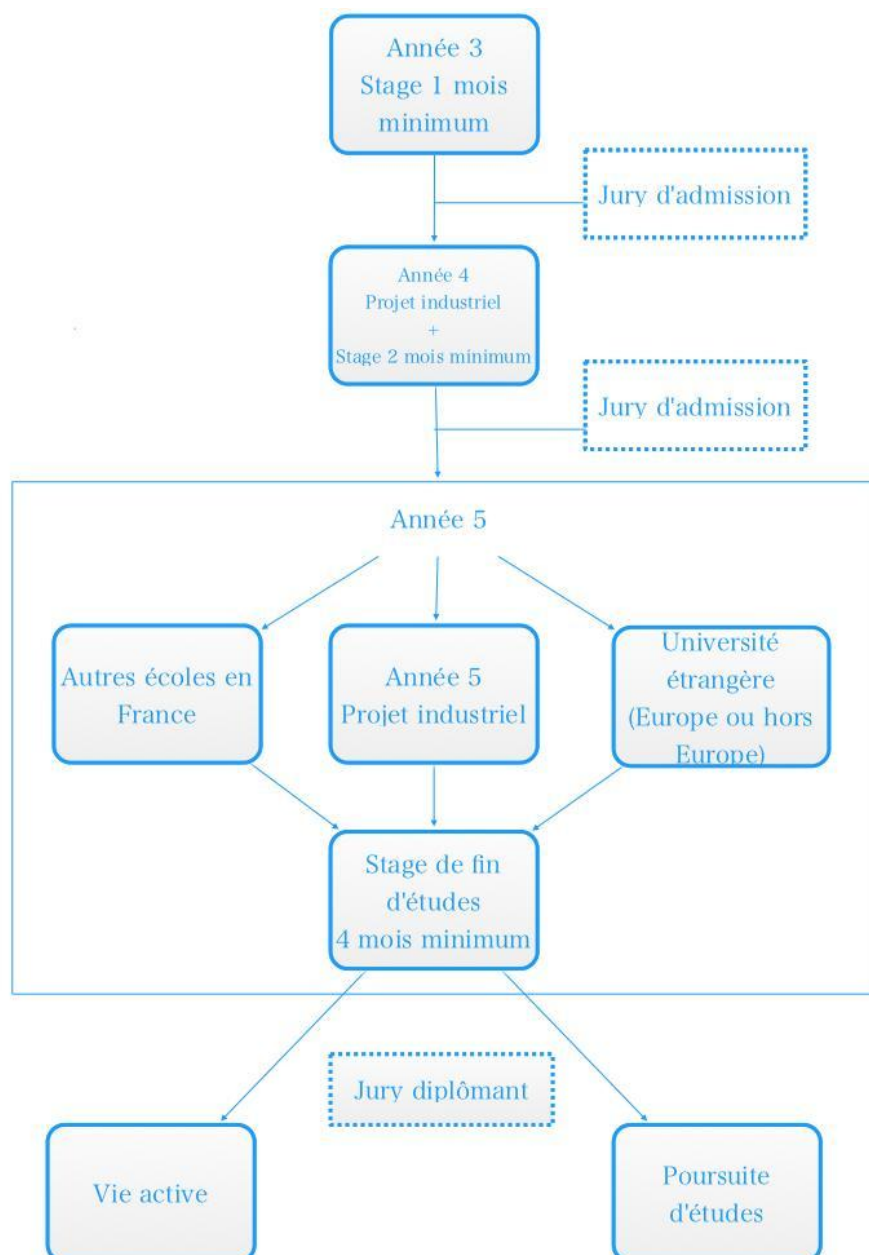 Année 3
Stage 1 mois
minimum
Jury d'admission
Année 4
Projet industriel
+
Stage 2 mois minimum
Jury d'admission
Année 5
Autres écoles en
France
Année 5
Projet industriel
Université
étrangère
(Europe ou hors
Europe)
Stage de fin
d'études
4 mois minimum
Jury diplômant
Vie active
Poursuite
d'études